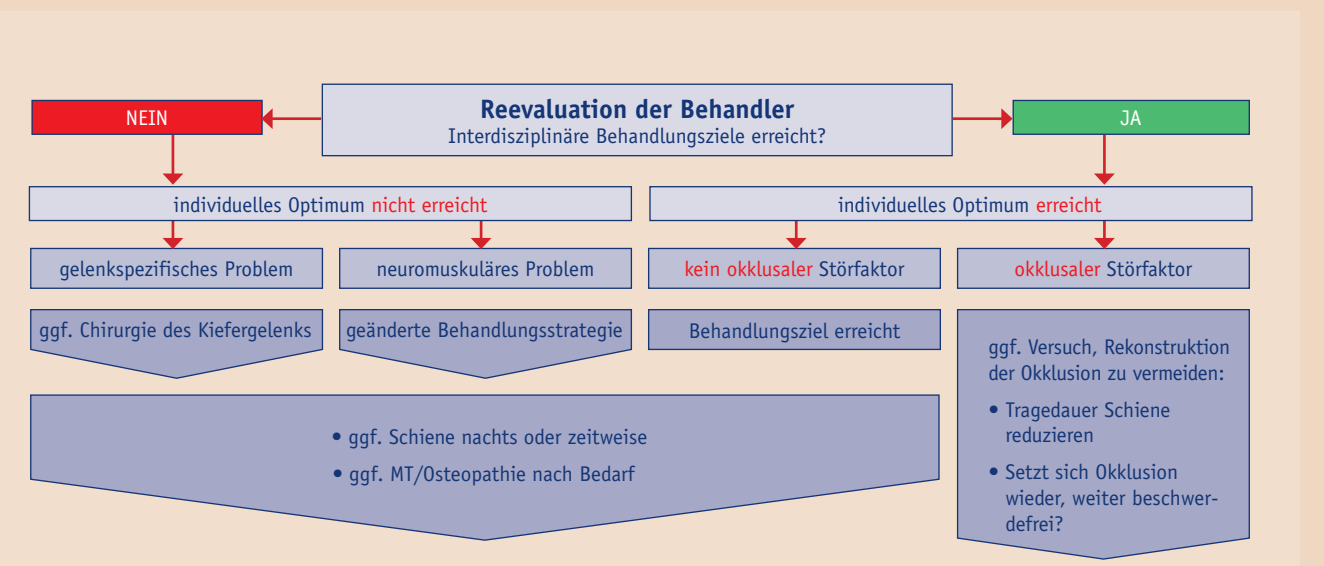 NEIN
Reevaluation der Behandler
Interdisziplinäre Behandlungsziele erreicht?
JA
individuelles Optimum nicht erreicht
individuelles Optimum erreicht
gelenkspezifisches Problem
neuromuskuläres Problem
kein okklusaler Störfaktor
okklusaler Störfaktor
ggf. Chirurgie des Kiefergelenks
geänderte Behandlungsstrategie
Behandlungsziel erreicht
ggf. Versuch, Rekonstruktion
der Okklusion zu vermeiden:
• Tragedauer Schiene
reduzieren
• Setzt sich Okklusion
wieder, weiter beschwer-
defrei?
• ggf. Schiene nachts oder zeitweise
• ggf. MT/Osteopathie nach Bedarf